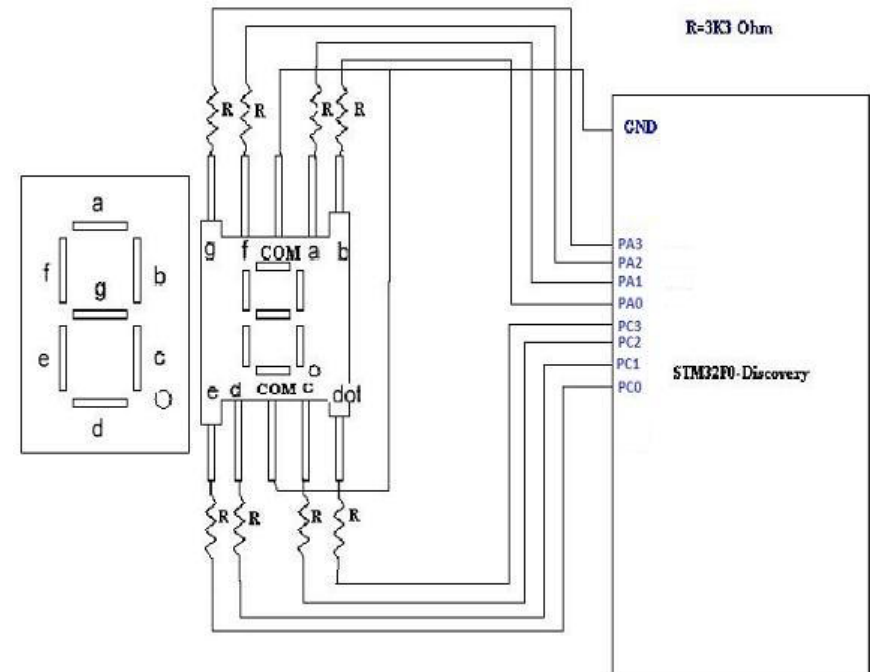 R=3K3 Ohm
R R R R
GND
a
f b
g
e c
d
g f COM a b
e d COM c dot
PA3
PA2
PA1
PA0
PC3
PC2
PC1
PC0
STM32F0-Discovery
R R R R